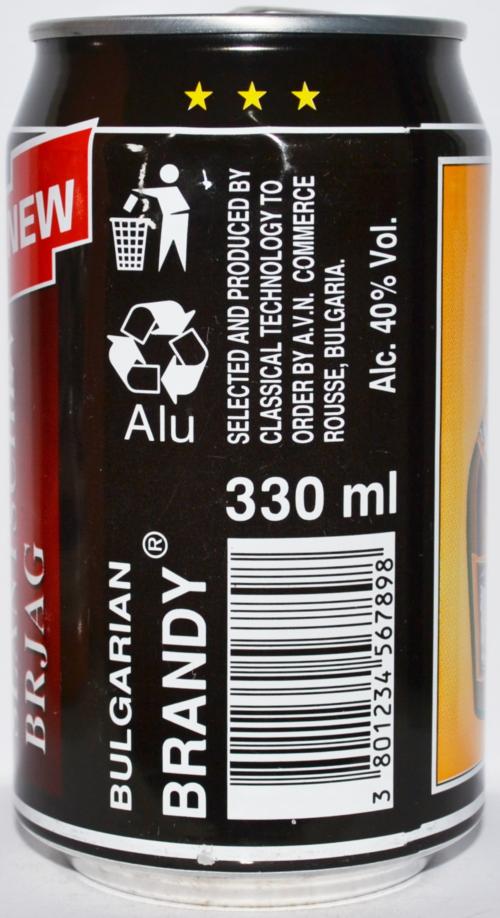 NEW
BRJAG
Alu
SELECTED AND PRODUCED BY
CLASSICAL TECHNOLOGY TO
ORDER BY A.V.N. COMMERCE
ROUSSE, BULGARIA.
Alc. 40% Vol.
330 ml
BULGARIAN
BRANDY ®
3 801234 567898